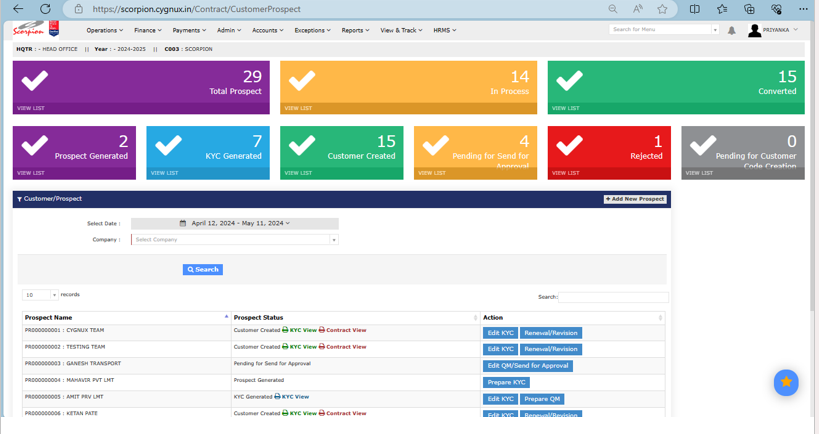 https://scorpion.cygnux.in/Contract/CustomerProspect
Scorpion
Operations Finance Payments Admin Accounts Exceptions Reports View & Track HRMS
Search for Menu
PRIYANKA
HQTR : - HEAD OFFICE || Year : - 2024-2025 || C003 : SCORPION
29
Total Prospect
VIEW LIST
14
In Process
VIEW LIST
15
Converted
VIEW LIST
2
Prospect Generated
VIEW LIST
7
KYC Generated
VIEW LIST
15
Customer Created
VIEW LIST
4
Pending for Send for
Approval
VIEW LIST
1
Rejected
VIEW LIST
0
Pending for Customer
Code Creation
VIEW LIST
Customer/Prospect
+ Add New Prospect
Select Date :
April 12, 2024 - May 11, 2024
Company :
Select Company
Search
10 records
Search:
Prospect Name Prospect Status Action
PR000000001 : CYGNUX TEAM Customer Created KYC View Contract View Edit KYC Renewal/Revision
PR000000002 : TESTING TEAM Customer Created KYC View Contract View Edit KYC Renewal/Revision
PR000000003 : GANESH TRANSPORT Pending for Send for Approval Edit QM/Send for Approval
PR000000004 : MAHAVIR PVT LMT Prospect Generated Prepare KYC
PR000000005 : AMIT PRV LMT KYC Generated KYC View Edit KYC Prepare QM
PR000000006 : KETAN PATE Customer Created KYC View Contract View Edit KYC Renewal/Revision